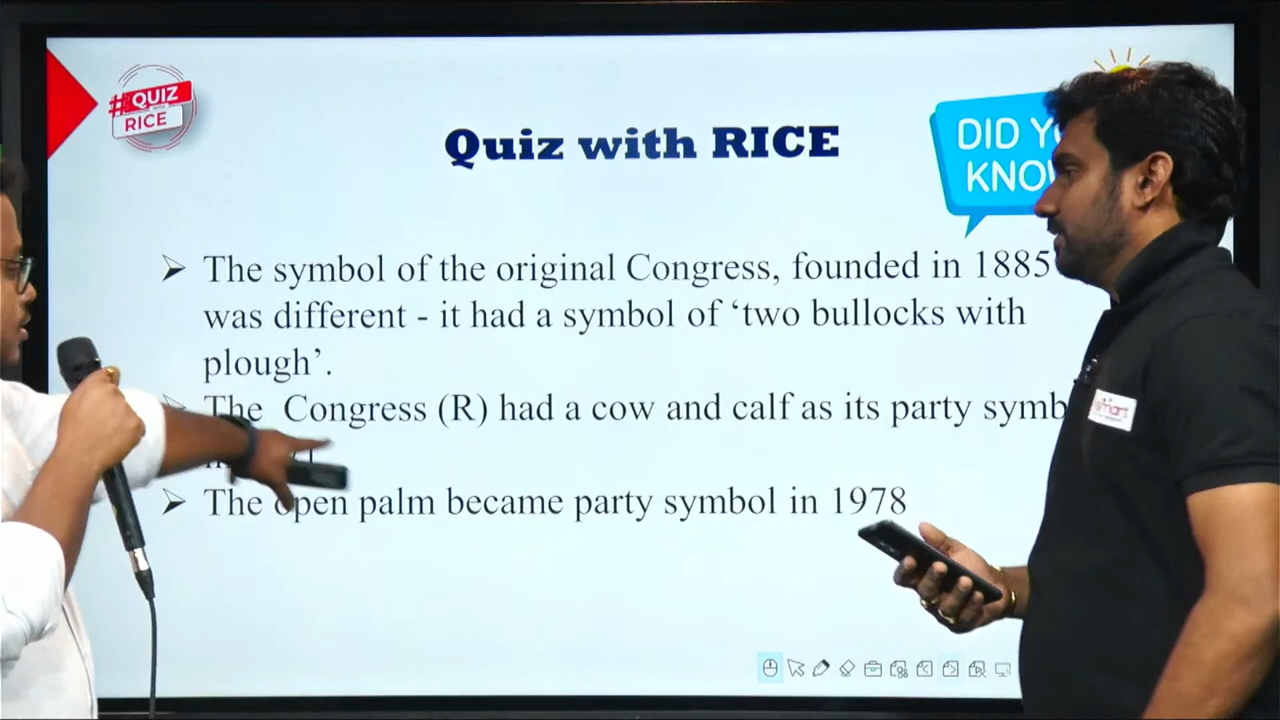 #QUIZ
WITH
RICE
Quiz with RICE
DID YO
KNOW
➢ The symbol of the original Congress, founded in 1885
was different - it had a symbol of ‘two bullocks with
plough’.
The Congress (R) had a cow and calf as its party symb
➢ The open palm became party symbol in 1978
smart